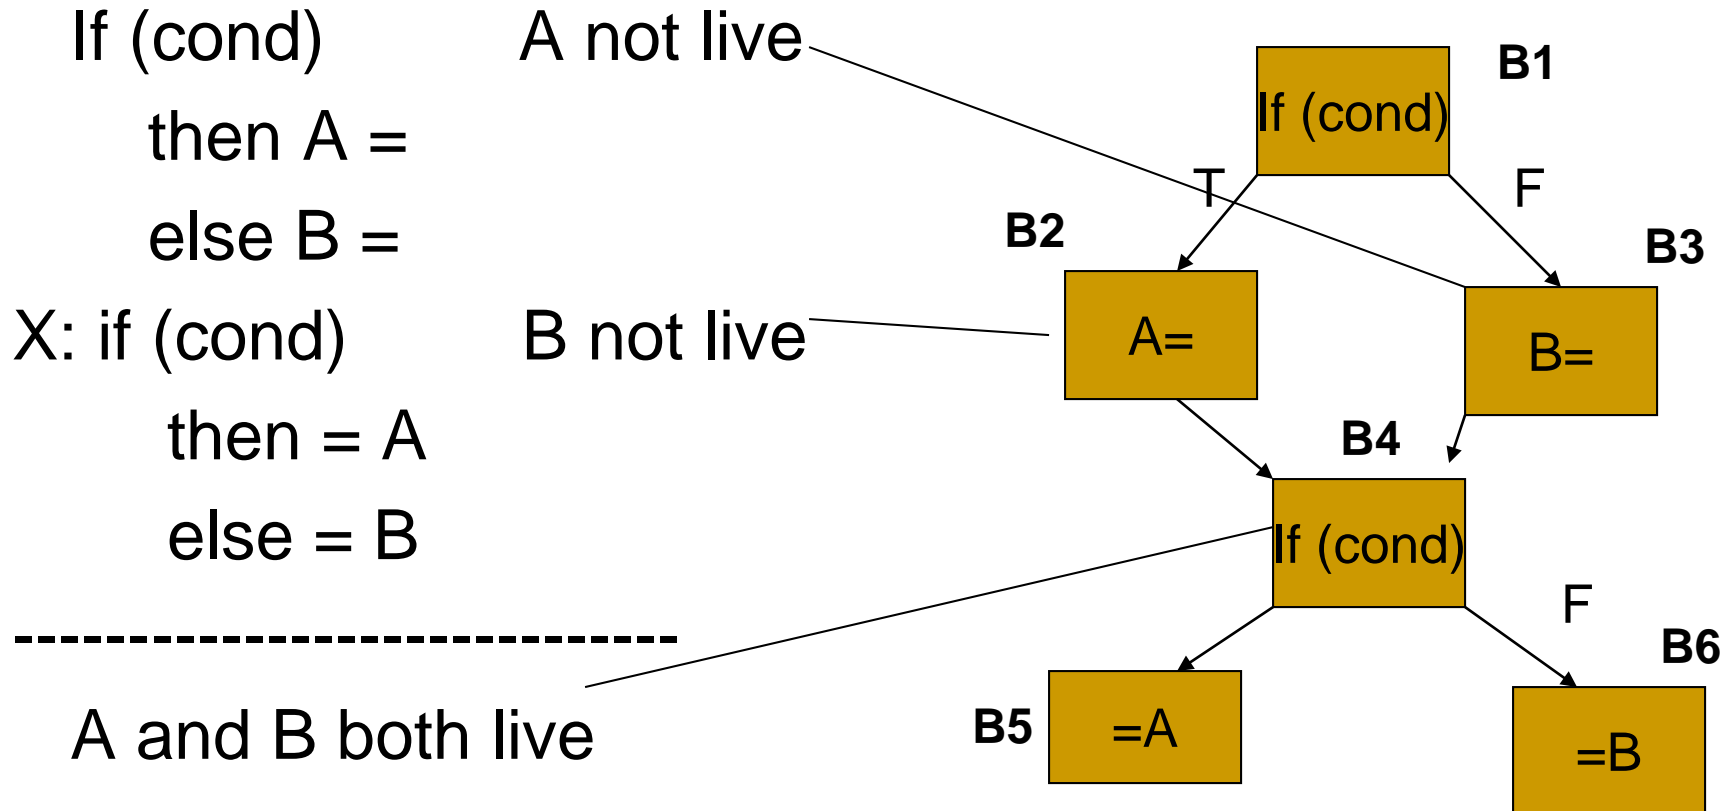 If (cond)
then A =
else B =
X: if (cond)
then = A
else = B
--------------------------------
A and B both live
A not live
B not live
B1
If (cond)
T
F
B2
B3
A=
B=
B4
If (cond)
F
B6
B5
=A
=B